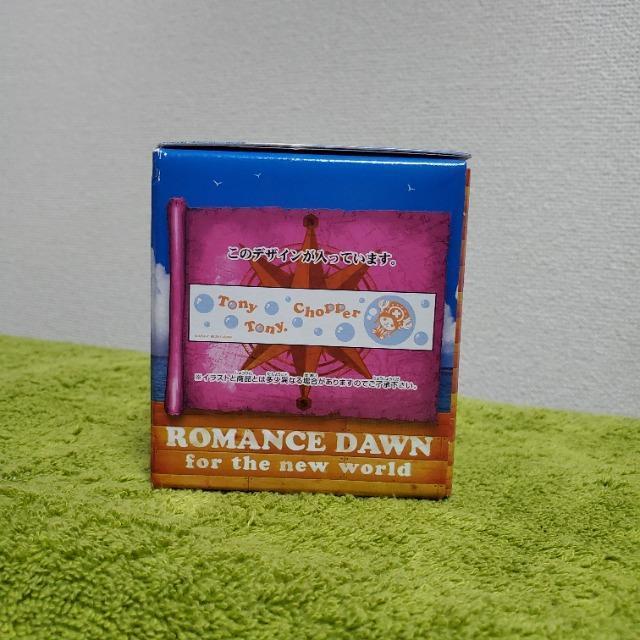 このデザインが入っています。
Tony Chopper
Tony.
※イラストと商品とは多少異なる場合がありますのでご了承下さい。
ROMANCE DAWN
for the new world